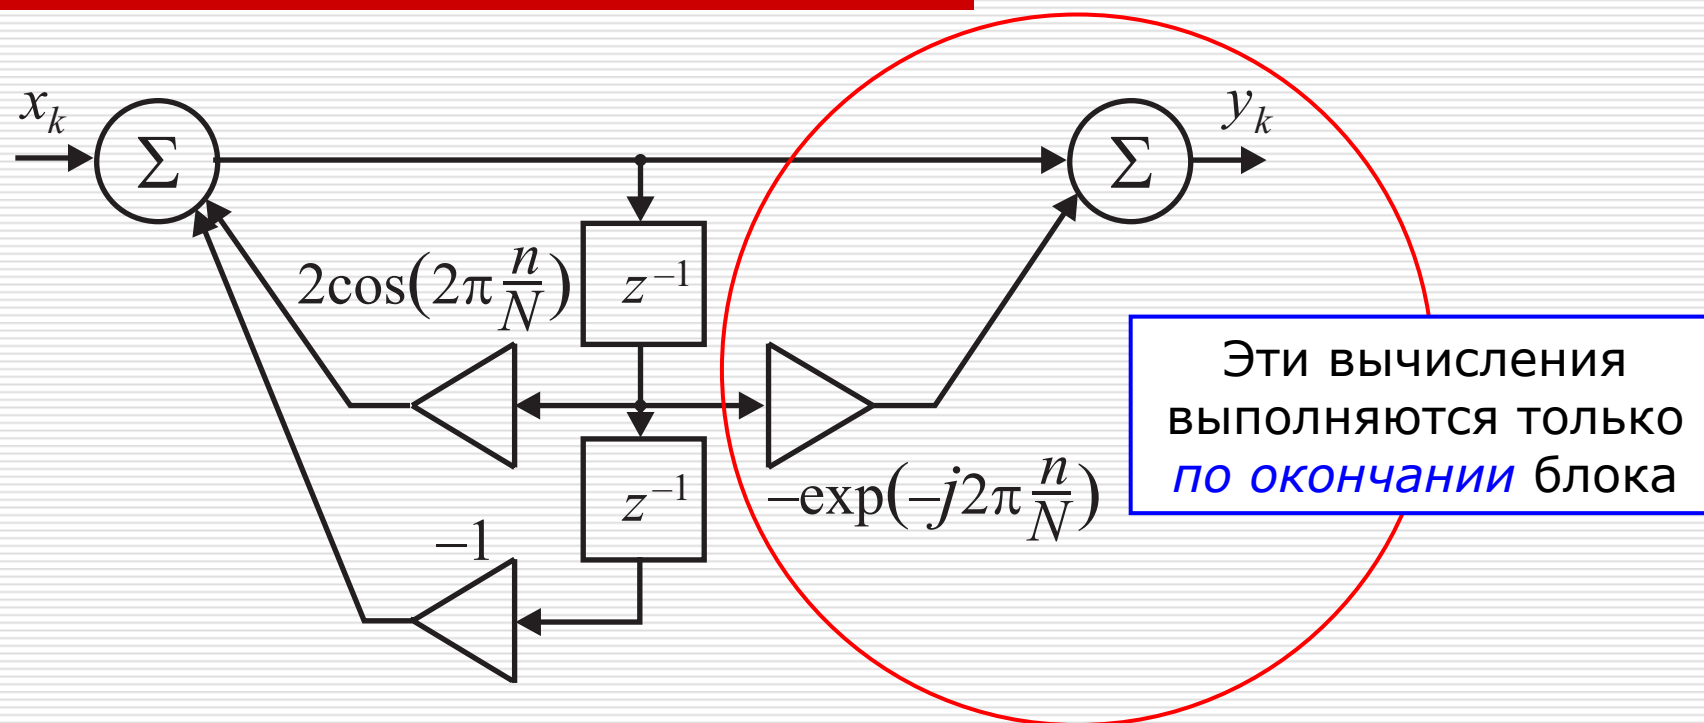 x_k
Σ
Σ
y_k
2cos(2π n/N)
z⁻¹
z⁻¹
−exp(−j2π n/N)
−1
Эти вычисления
выполняются только
по окончании блока